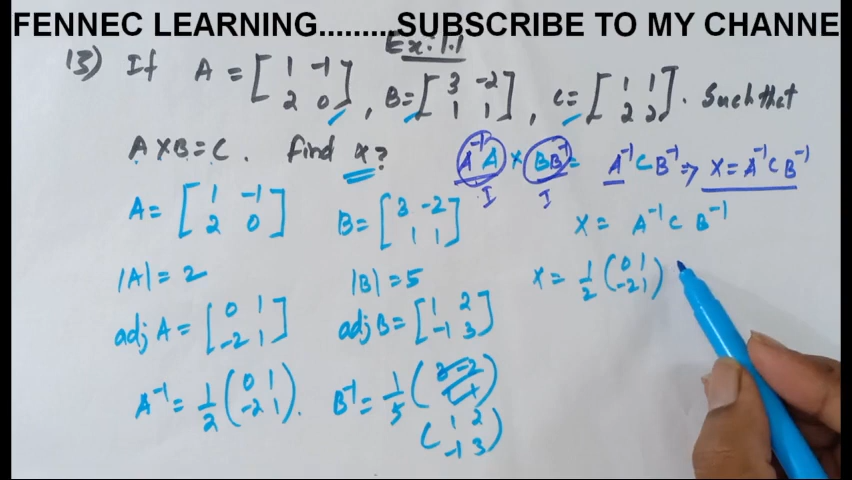 FENNEC LEARNING.........SUBSCRIBE TO MY CHANNE
Ex: 1.1
13) If A = [1 -1 2 0], B = [3 -2 1 1], C = [1 1 2 2]. Such that
A X B = C. Find x? A⁻¹A X BB⁻¹ = A⁻¹CB⁻¹ ⇒ X = A⁻¹CB⁻¹
I I
A = [1 -1 2 0] B = [3 -2 1 1] X = A⁻¹ C B⁻¹
|A| = 2 |B| = 5 X = 1/2 (0 1 -2 1)
adj A = [0 1 -2 1] adj B = [1 2 -1 3]
A⁻¹ = 1/2 (0 1 -2 1). B⁻¹ = 1/5
(1 2 -1 3)